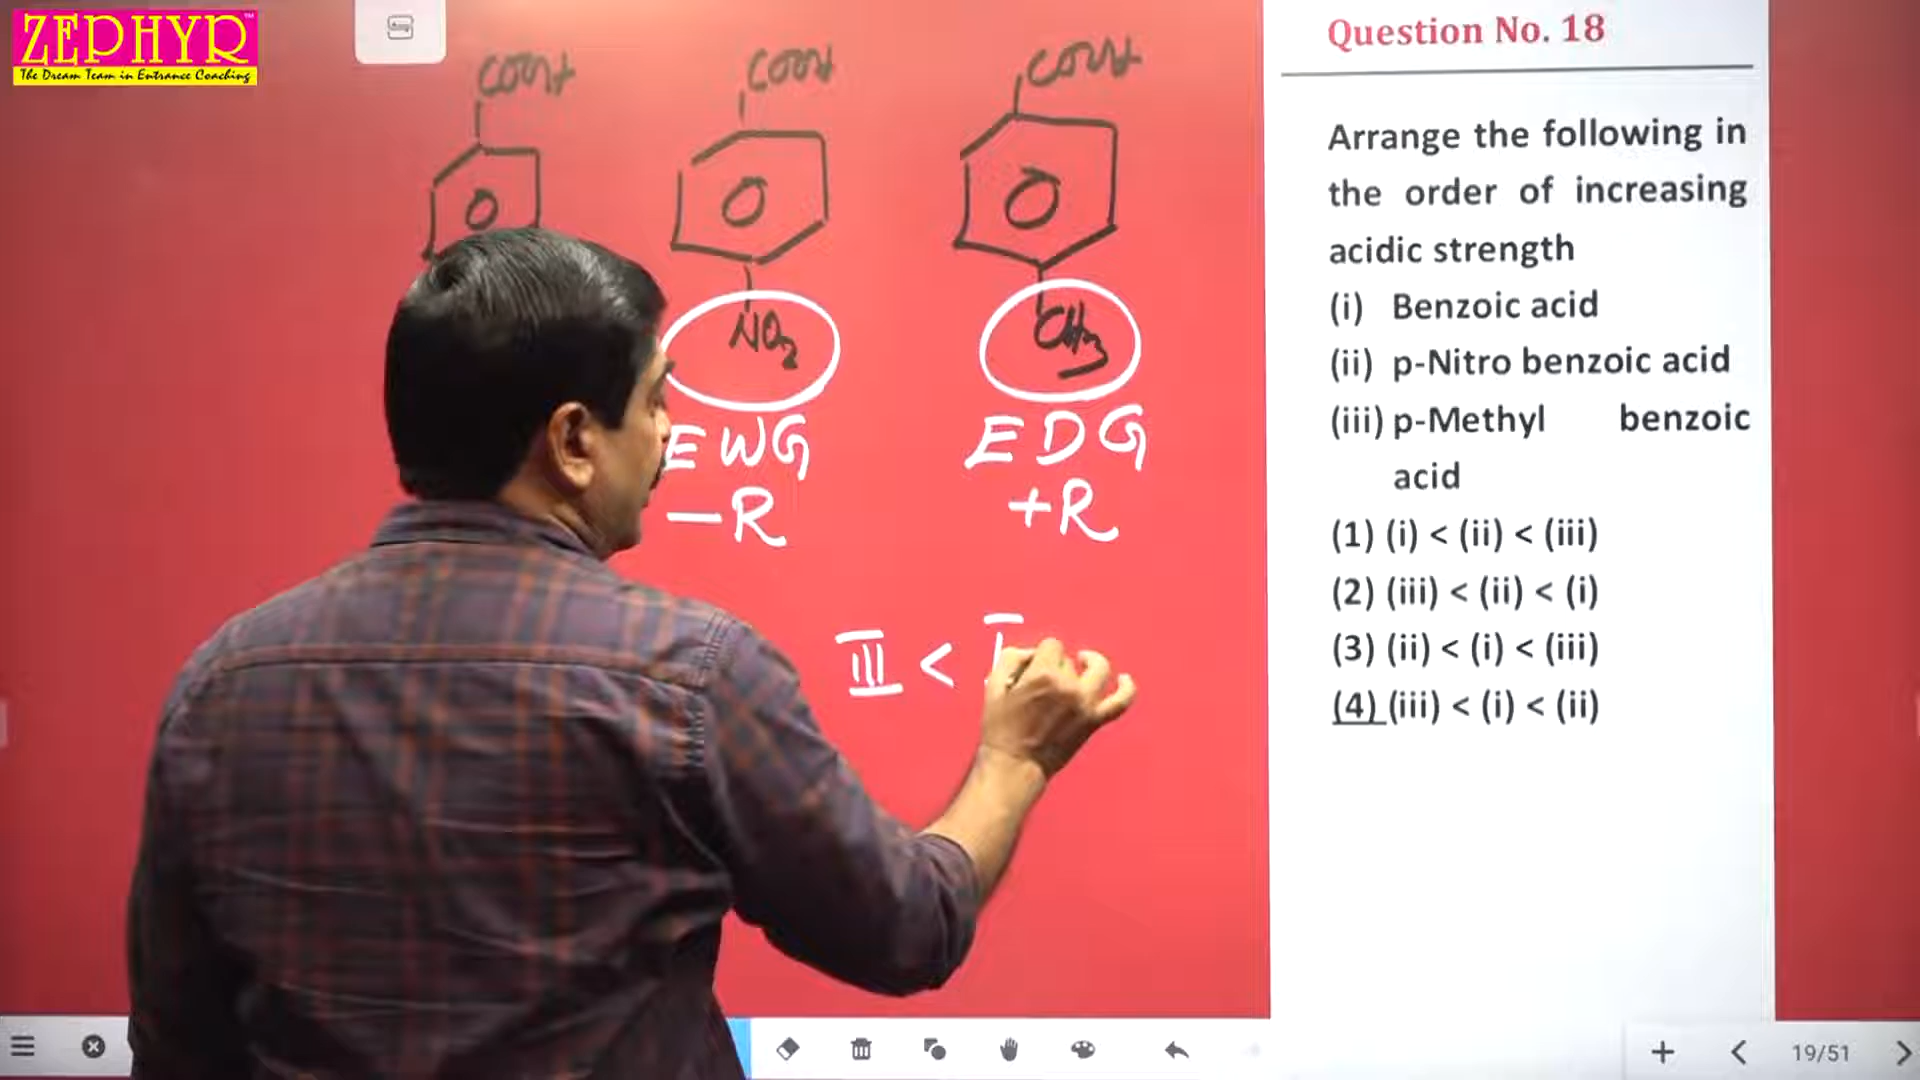 ZEPHYR™
The Dream Team in Entrance Coaching
COOH COOH COOH
NO2 CH3
EWG EDG
-R +R
III < I
Question No. 18
Arrange the following in
the order of increasing
acidic strength
(i) Benzoic acid
(ii) p-Nitro benzoic acid
(iii) p-Methyl benzoic
acid
(1) (i) < (ii) < (iii)
(2) (iii) < (ii) < (i)
(3) (ii) < (i) < (iii)
(4) (iii) < (i) < (ii)
19/51